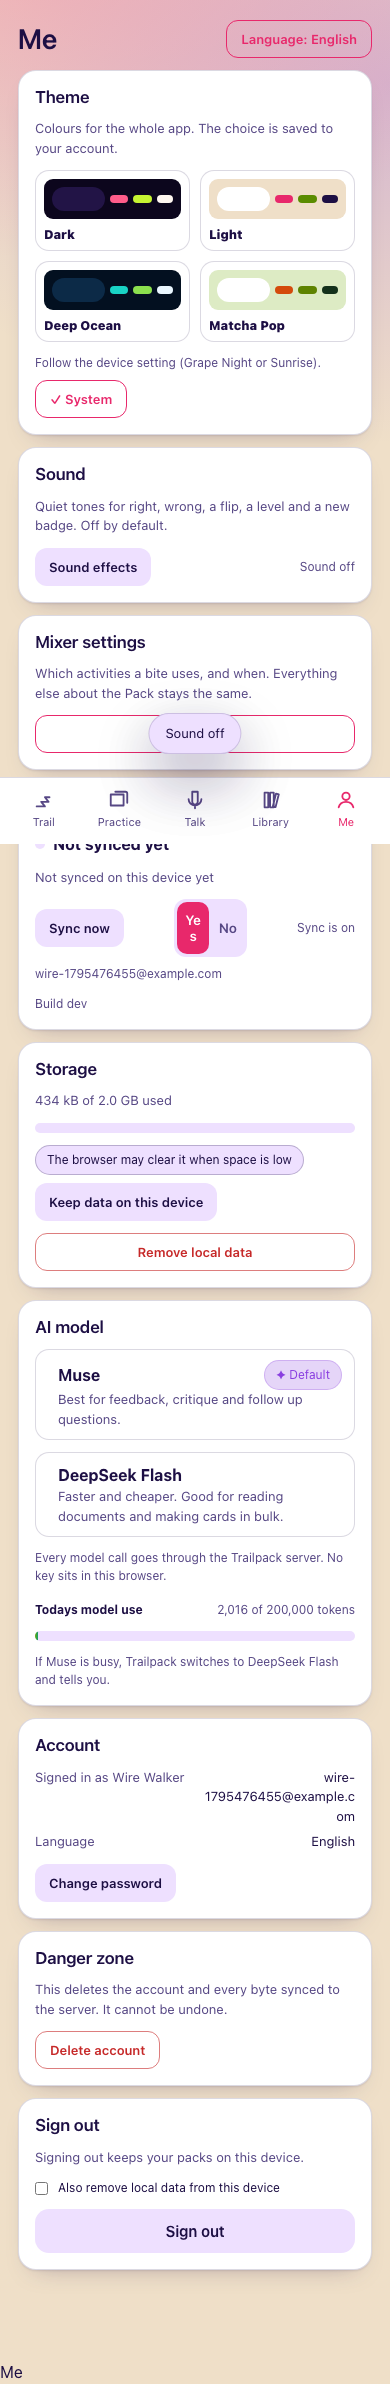 Me
Language: English
Theme
Colours for the whole app. The choice is saved to
your account.
Dark
Light
Deep Ocean
Matcha Pop
Follow the device setting (Grape Night or Sunrise).
✓ System
Sound
Quiet tones for right, wrong, a flip, a level and a new
badge. Off by default.
Sound effects
Sound off
Mixer settings
Which activities a bite uses, and when. Everything
else about the Pack stays the same.
Sound off
Trail
Practice
Talk
Library
Me
Not synced yet
Not synced on this device yet
Sync now
Ye
s
No
Sync is on
wire-1795476455@example.com
Build dev
Storage
434 kB of 2.0 GB used
The browser may clear it when space is low
Keep data on this device
Remove local data
AI model
Muse
✦ Default
Best for feedback, critique and follow up
questions.
DeepSeek Flash
Faster and cheaper. Good for reading
documents and making cards in bulk.
Every model call goes through the Trailpack server. No
key sits in this browser.
Todays model use
2,016 of 200,000 tokens
If Muse is busy, Trailpack switches to DeepSeek Flash
and tells you.
Account
Signed in as Wire Walker
wire-
1795476455@example.c
om
Language
English
Change password
Danger zone
This deletes the account and every byte synced to
the server. It cannot be undone.
Delete account
Sign out
Signing out keeps your packs on this device.
Also remove local data from this device
Sign out
Me